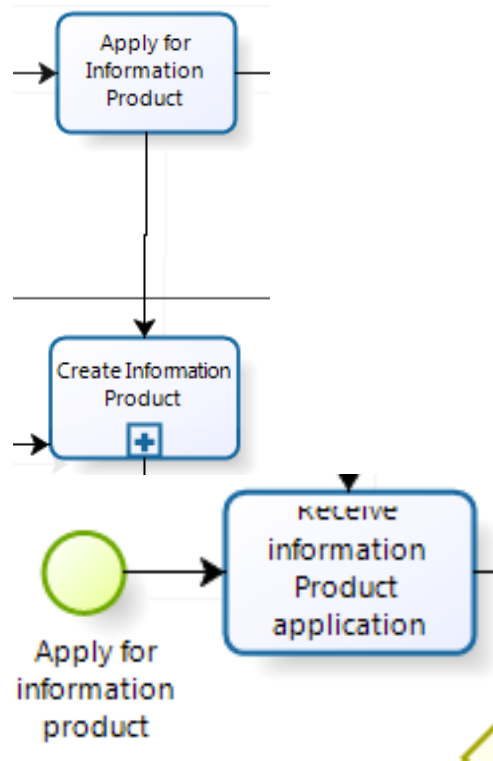 Apply for
Information
Product
Create Information
Product
Receive
information
Product
application
Apply for
information
product